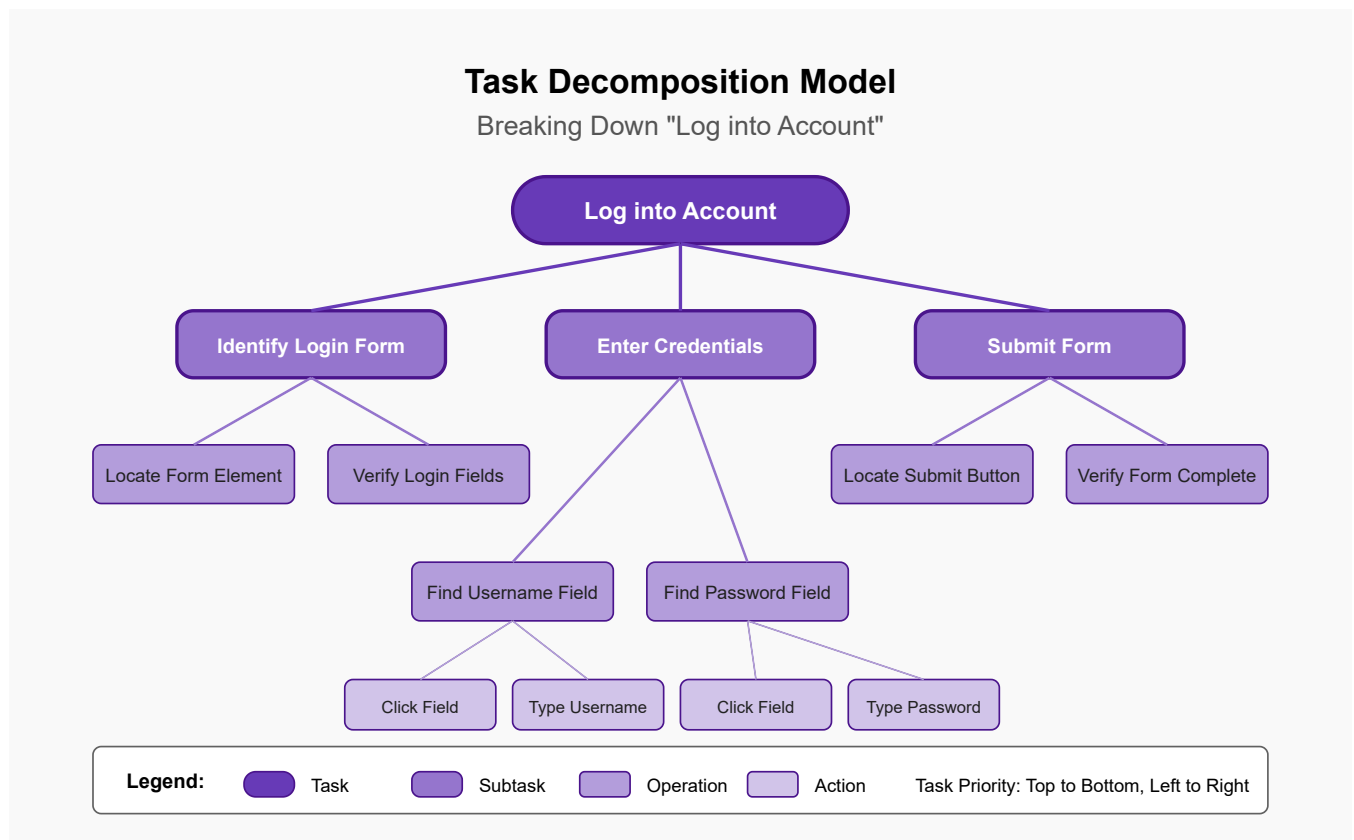 Task Decomposition Model
Breaking Down "Log into Account"
Log into Account
Identify Login Form
Enter Credentials
Submit Form
Locate Form Element
Verify Login Fields
Locate Submit Button
Verify Form Complete
Find Username Field
Find Password Field
Click Field
Type Username
Click Field
Type Password
Legend:
Task
Subtask
Operation
Action
Task Priority: Top to Bottom, Left to Right